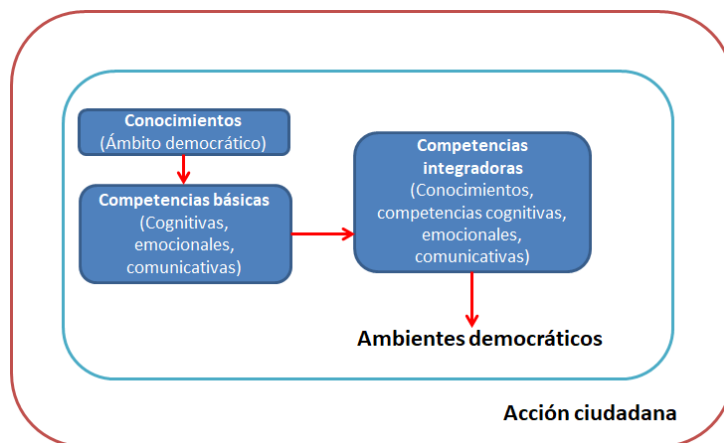 Conocimientos
(Ámbito democrático)
Competencias básicas
(Cognitivas,
emocionales,
comunicativas)
Competencias
integradoras
(Conocimientos,
competencias cognitivas,
emocionales,
comunicativas)
Ambientes democráticos
Acción ciudadana